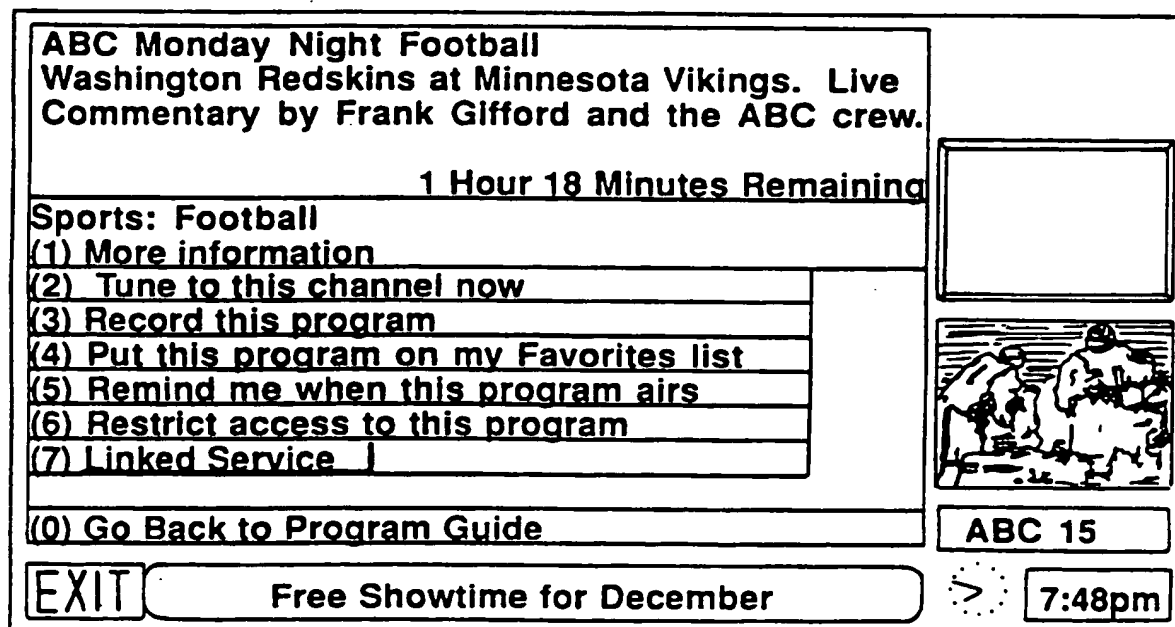 ABC Monday Night Football
Washington Redskins at Minnesota Vikings. Live
Commentary by Frank Gifford and the ABC crew.
1 Hour 18 Minutes Remaining
Sports: Football
(1) More information
(2) Tune to this channel now
(3) Record this program
(4) Put this program on my Favorites list
(5) Remind me when this program airs
(6) Restrict access to this program
(7) Linked Service
(0) Go Back to Program Guide
ABC 15
EXIT Free Showtime for December 7:48pm